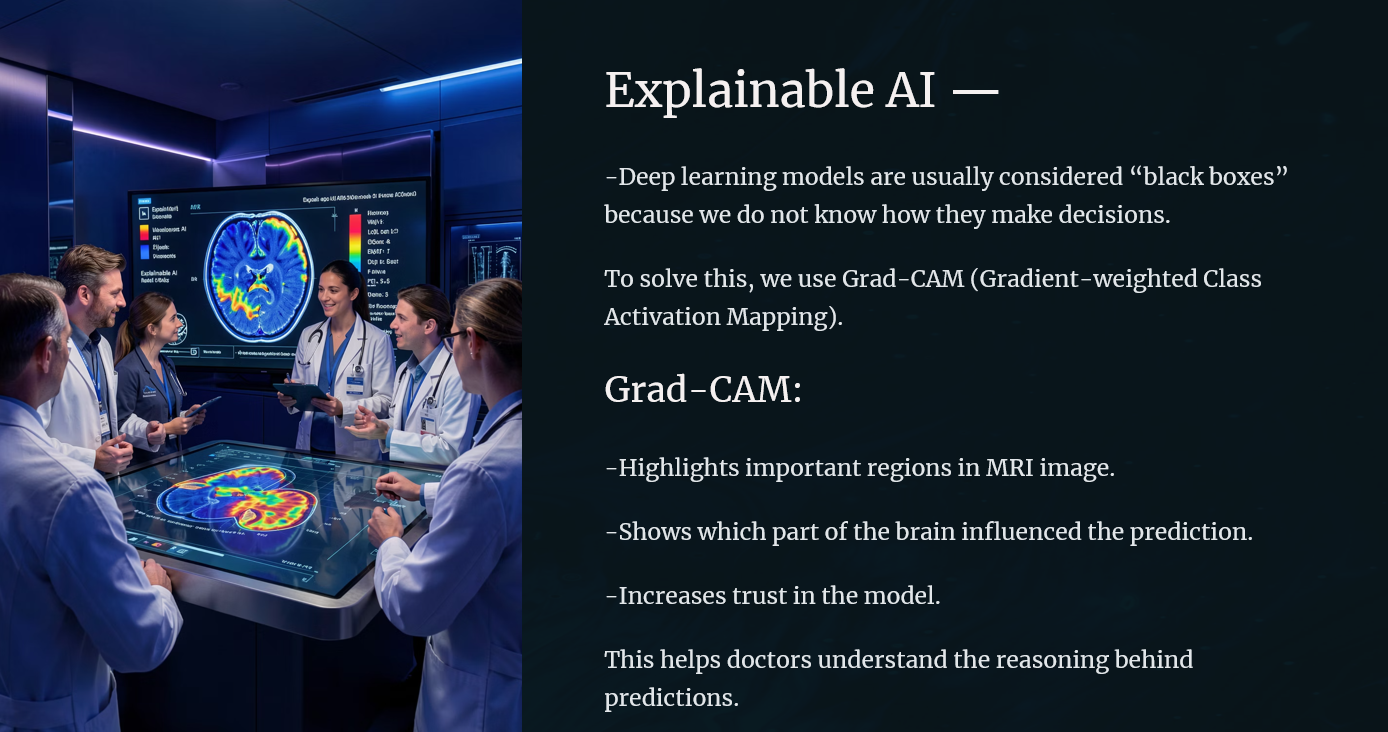 Explainable AI —
-Deep learning models are usually considered “black boxes”
because we do not know how they make decisions.
To solve this, we use Grad-CAM (Gradient-weighted Class
Activation Mapping).
Grad-CAM:
-Highlights important regions in MRI image.
-Shows which part of the brain influenced the prediction.
-Increases trust in the model.
This helps doctors understand the reasoning behind
predictions.